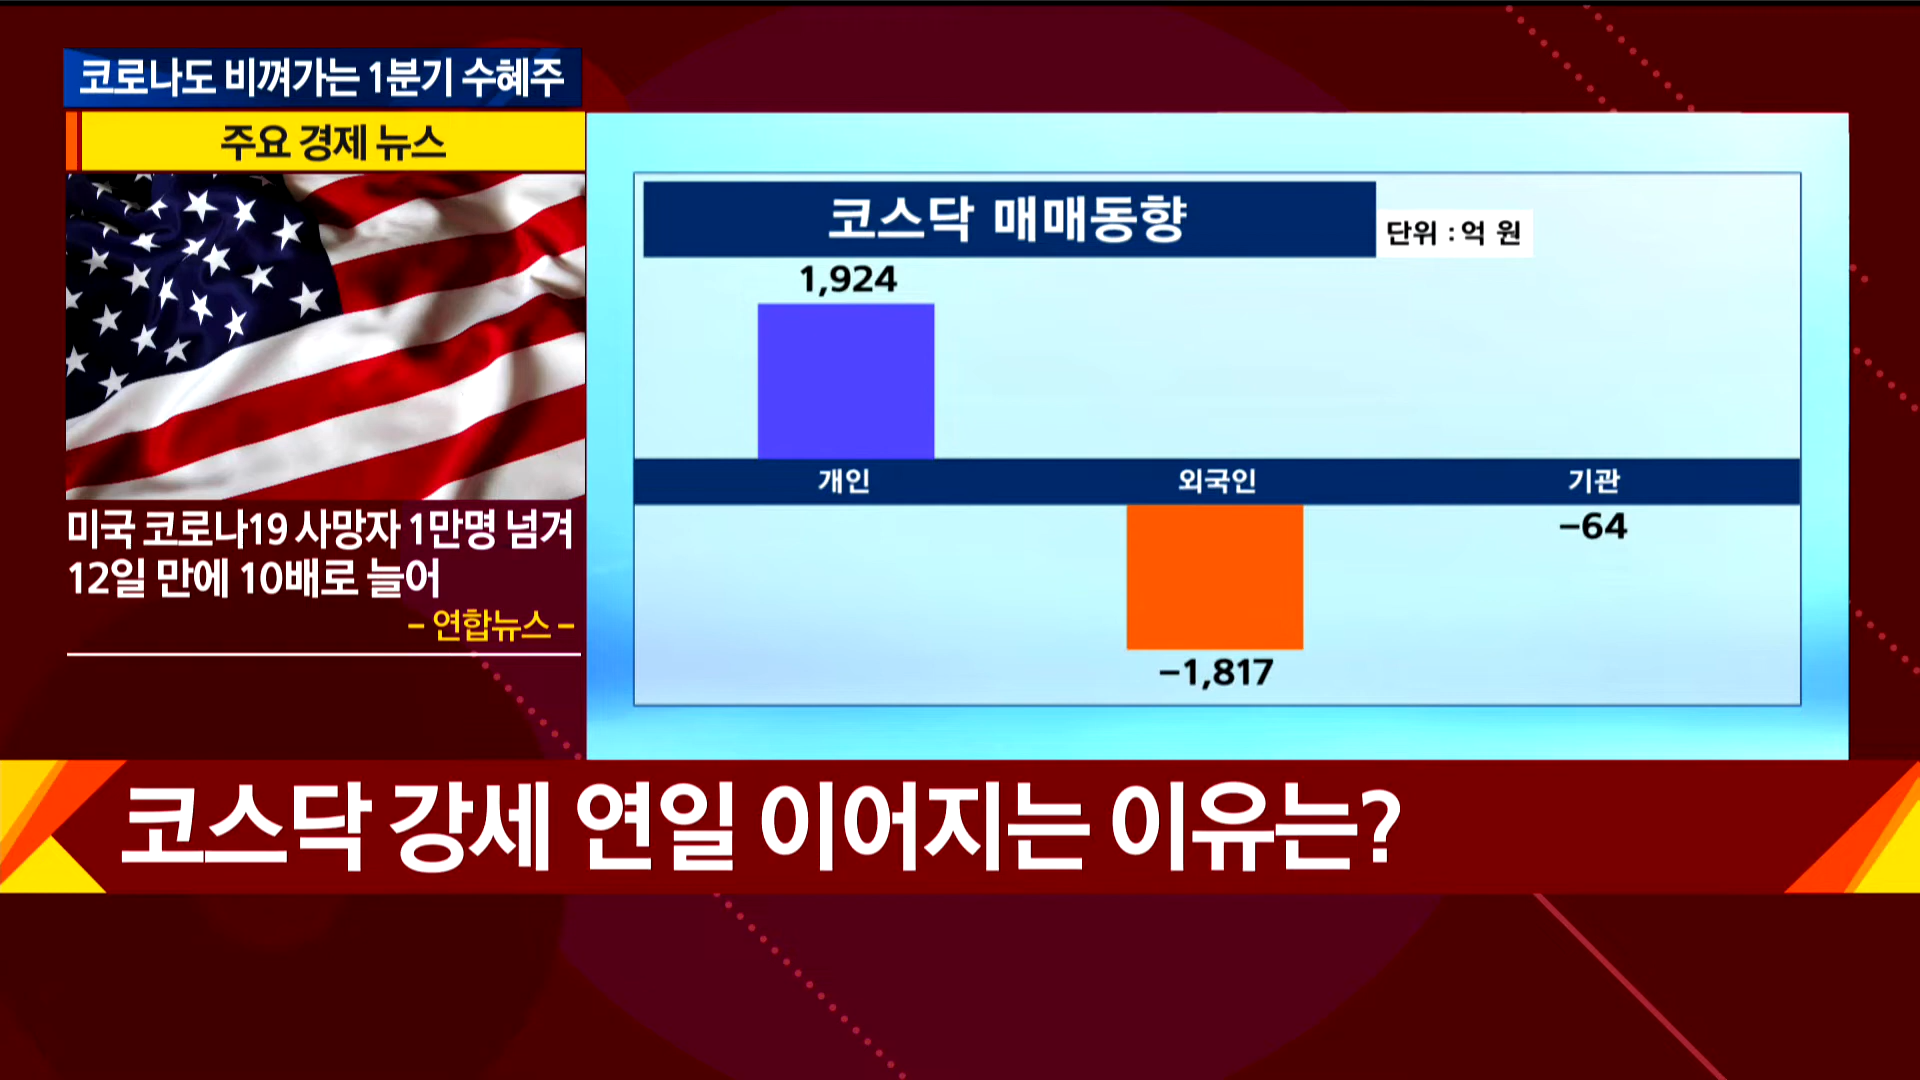 코로나도 비껴가는 1분기 수혜주
주요 경제 뉴스
미국 코로나19 사망자 1만명 넘겨
12일 만에 10배로 늘어
– 연합뉴스 –
코스닥 매매동향
단위 : 억 원
1,924
개인
외국인
기관
−64
−1,817
코스닥 강세 연일 이어지는 이유는?